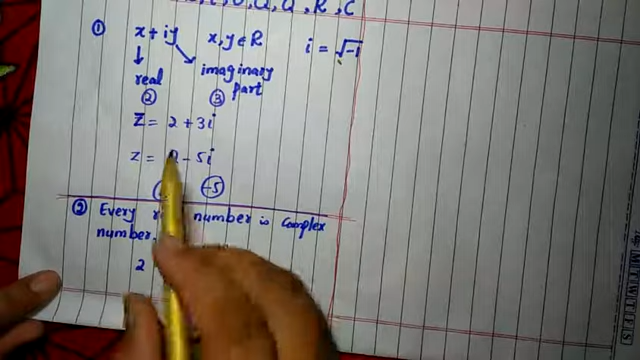 Q, R, C
① x + iy x, y ∈ R i = √-1
real imaginary part
② ③
Z = 2 + 3i
z = - 5i
-5
② Every number is complex
number.
2